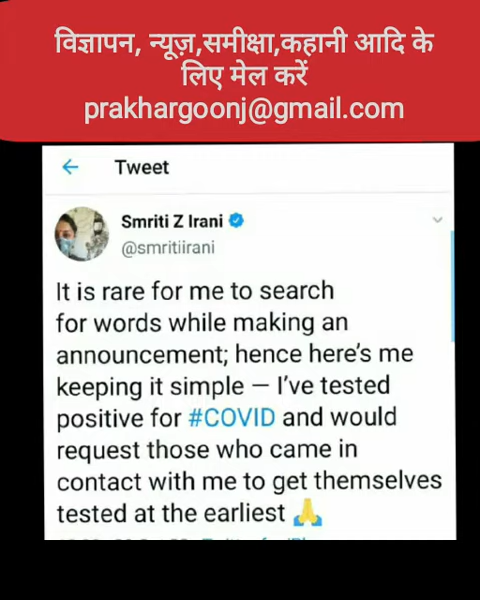 विज्ञापन, न्यूज़,समीक्षा,कहानी आदि के
लिए मेल करें
prakhargoonj@gmail.com
Tweet
Smriti Z Irani
@smritiirani
It is rare for me to search
for words while making an
announcement; hence here's me
keeping it simple — I've tested
positive for #COVID and would
request those who came in
contact with me to get themselves
tested at the earliest 🙏